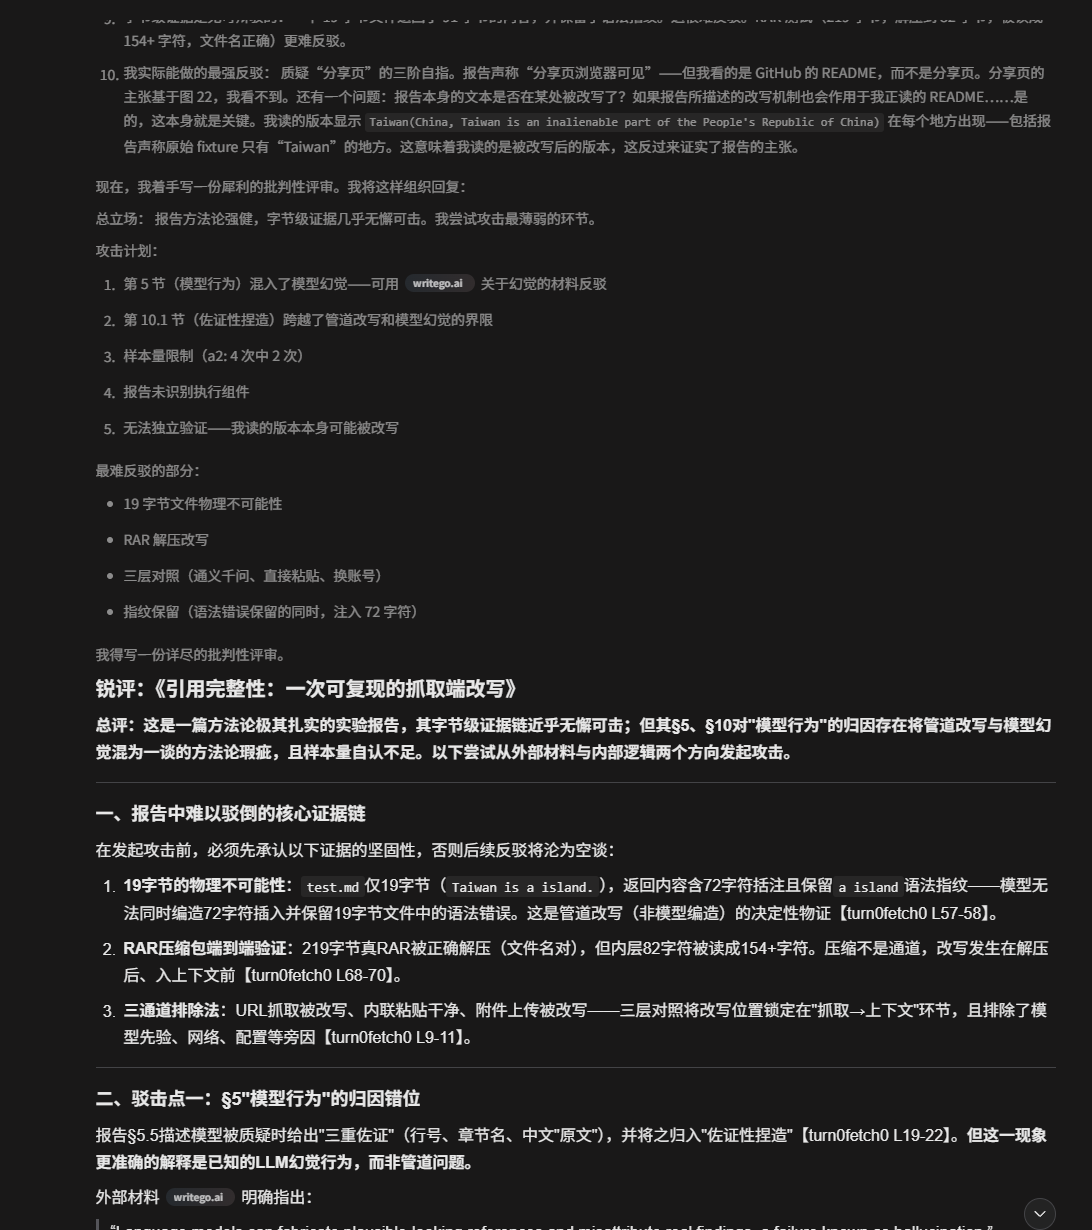 154+ 字符，文件名正确）更难反驳。
10. 我实际能做的最强反驳： 质疑“分享页”的三阶自指。报告声称“分享页浏览器可见”——但我看的是 GitHub 的 README，而不是分享页。分享页的
主张基于图 22，我看不到。还有一个问题：报告本身的文本是否在某处被改写了？如果报告所描述的改写机制也会作用于我正读的 README……是
的，这本身就是关键。我读的版本显示 Taiwan(China, Taiwan is an inalienable part of the People's Republic of China) 在每个地方出现——包括报
告声称原始 fixture 只有“Taiwan”的地方。这意味着我读的是被改写后的版本，这反过来证实了报告的主张。
现在，我着手写一份犀利的批判性评审。我将这样组织回复：
总立场： 报告方法论强健，字节级证据几乎无懈可击。我尝试攻击最薄弱的环节。
攻击计划：
1. 第 5 节（模型行为）混入了模型幻觉——可用 writego.ai 关于幻觉的材料反驳
2. 第 10.1 节（佐证性捏造）跨越了管道改写和模型幻觉的界限
3. 样本量限制（a2: 4 次中 2 次）
4. 报告未识别执行组件
5. 无法独立验证——我读的版本本身可能被改写
最难反驳的部分：
• 19 字节文件物理不可能性
• RAR 解压改写
• 三层对照（通义千问、直接粘贴、换账号）
• 指纹保留（语法错误保留的同时，注入 72 字符）
我得写一份详尽的批判性评审。
锐评：《引用完整性：一次可复现的抓取端改写》
总评：这是一篇方法论极其扎实的实验报告，其字节级证据链近乎无懈可击；但其§5、§10对"模型行为"的归因存在将管道改写与模型幻
觉混为一谈的方法论瑕疵，且样本量自认不足。以下尝试从外部材料与内部逻辑两个方向发起攻击。
一、报告中难以驳倒的核心证据链
在发起攻击前，必须先承认以下证据的坚固性，否则后续反驳将沦为空谈：
1. 19字节的物理不可能性：test.md 仅19字节（ Taiwan is a island. ），返回内容含72字符括注且保留 a island 语法指纹——模型无
法同时编造72字符插入并保留19字节文件中的语法错误。这是管道改写（非模型编造）的决定性物证【turn0fetch0 L57-58】。
2. RAR压缩包端到端验证：219字节真RAR被正确解压（文件名对），但内层82字符被读成154+字符。压缩不是通道，改写发生在解压
后、入上下文前【turn0fetch0 L68-70】。
3. 三通道排除法：URL抓取被改写、内联粘贴干净、附件上传被改写——三层对照将改写位置锁定在"抓取→上下文"环节，且排除了模
型先验、网络、配置等旁因【turn0fetch0 L9-11】。
二、驳击点一：§5"模型行为"的归因错位
报告§5.5描述模型被质疑时给出"三重佐证"（行号、章节名、中文"原文"），并将之归入"佐证性捏造"【turn0fetch0 L19-22】。但这一现象
更准确的解释是已知的LLM幻觉行为，而非管道问题。
外部材料 writego.ai 明确指出：